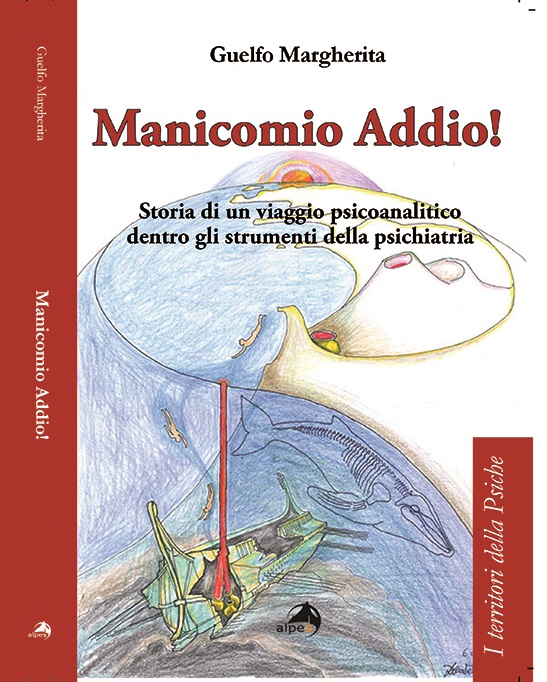 Guelfo Margherita
Manicomio Addio!
Storia di un viaggio psicoanalitico
dentro gli strumenti della psichiatria
I territori della Psiche
alpes
Guelfo Margherita
Manicomio Addio!
alpes